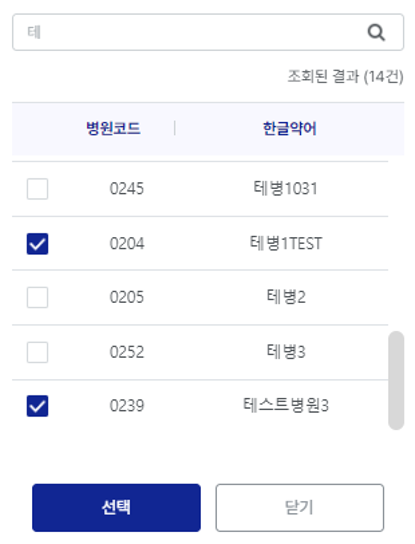 테
조회된 결과 (14건)
병원코드 한글약어
0245 테병1031
0204 테병1TEST
0205 테병2
0252 테병3
0239 테스트병원3
선택 닫기